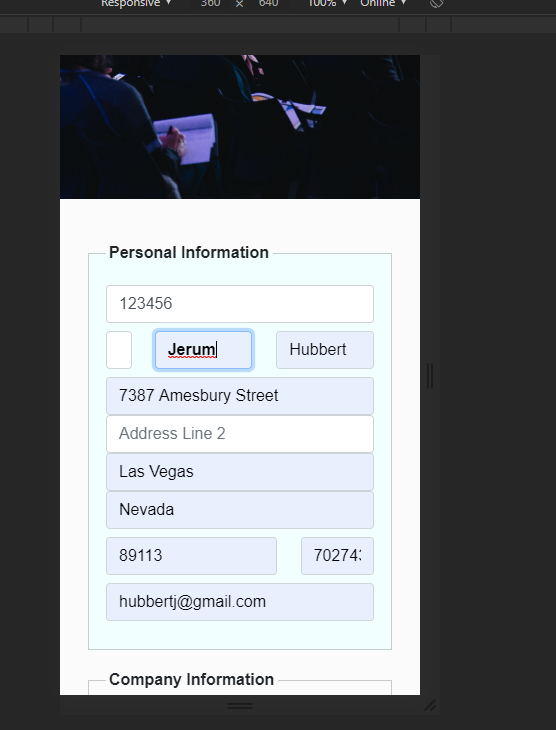 Responsive ▼ 360 × 640 100% ▼ Online ▼
Personal Information
123456
Jerum Hubbert
7387 Amesbury Street
Address Line 2
Las Vegas
Nevada
89113 70274
hubbertj@gmail.com
Company Information